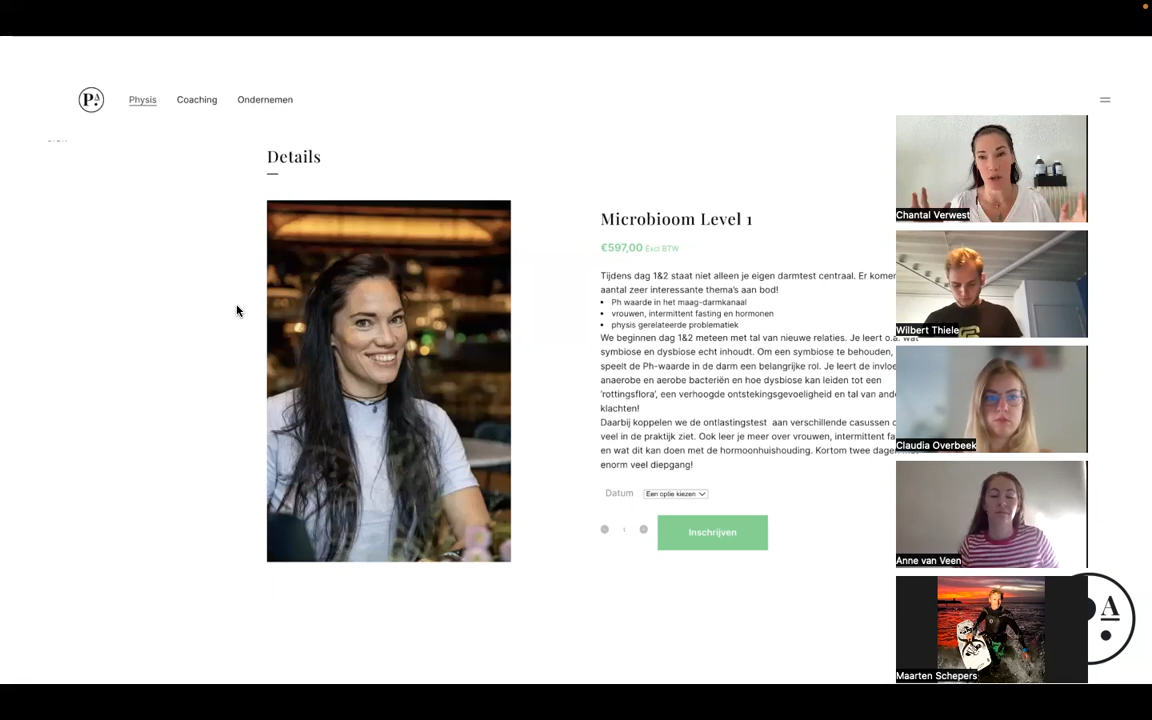 PA
Physis Coaching Ondernemen
Details
Microbioom Level 1
€597,00 Excl BTW
Tijdens dag 1&2 staat niet alleen je eigen darmtest centraal. Er komen
aantal zeer interessante thema's aan bod!
• Ph waarde in het maag-darmkanaal
• vrouwen, intermittent fasting en hormonen
• physis gerelateerde problematiek
We beginnen dag 1&2 meteen met tal van nieuwe relaties. Je leert o.a. wat
symbiose en dysbiose echt inhoudt. Om een symbiose te behouden,
speelt de Ph-waarde in de darm een belangrijke rol. Je leert de invloe
anaerobe en aerobe bacteriën en hoe dysbiose kan leiden tot een
'rottingsflora', een verhoogde ontstekingsgevoeligheid en tal van ande
klachten!
Daarbij koppelen we de ontlastingstest aan verschillende casussen d
veel in de praktijk ziet. Ook leer je meer over vrouwen, intermittent fa
en wat dit kan doen met de hormoonhuishouding. Kortom twee dagen
enorm veel diepgang!
Datum Een optie kiezen
1
Inschrijven
Chantal Verwest
Wilbert Thiele
Claudia Overbeek
Anne van Veen
Maarten Schepers
A